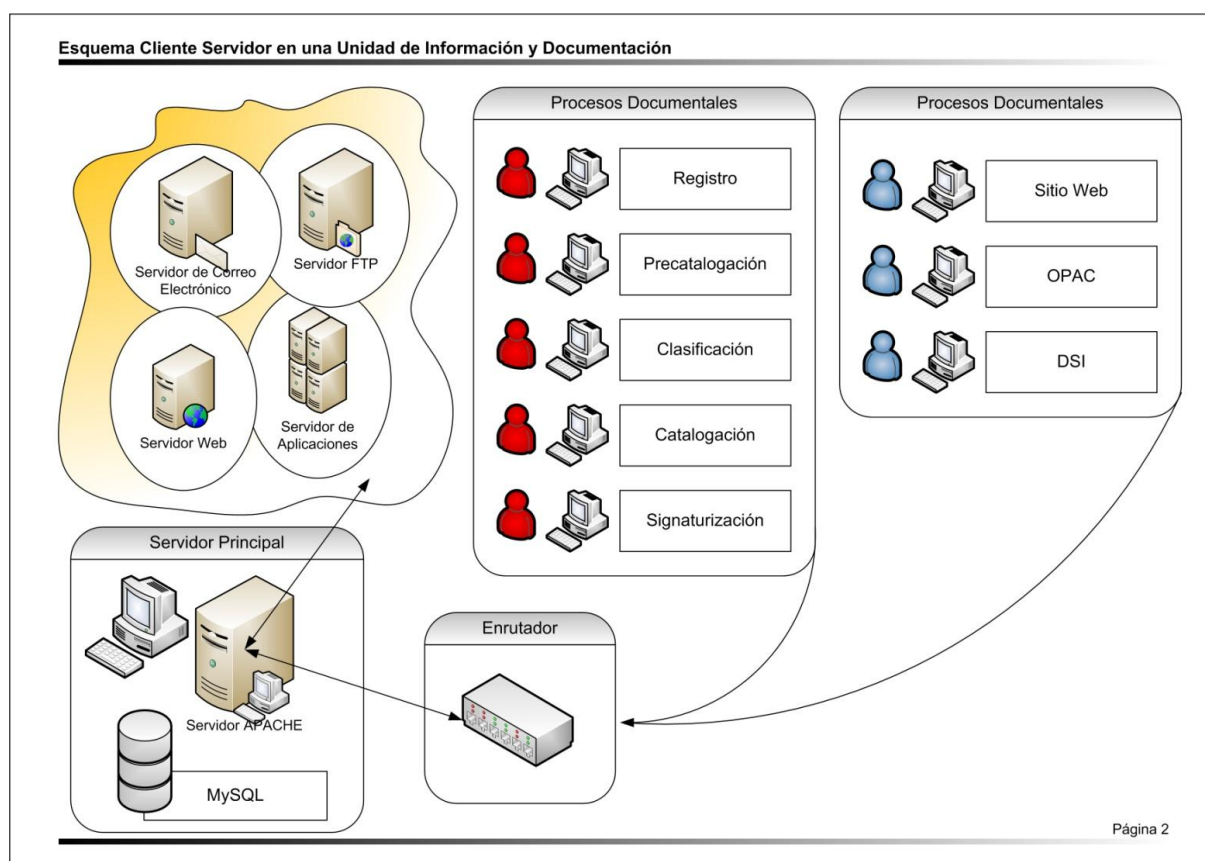 Esquema Cliente Servidor en una Unidad de Información y Documentación
Servidor de Correo
Electrónico
Servidor FTP
Servidor Web
Servidor de
Aplicaciones
Procesos Documentales
Registro
Precatalogación
Clasificación
Catalogación
Signaturización
Procesos Documentales
Sitio Web
OPAC
DSI
Servidor Principal
Servidor APACHE
MySQL
Enrutador
Página 2